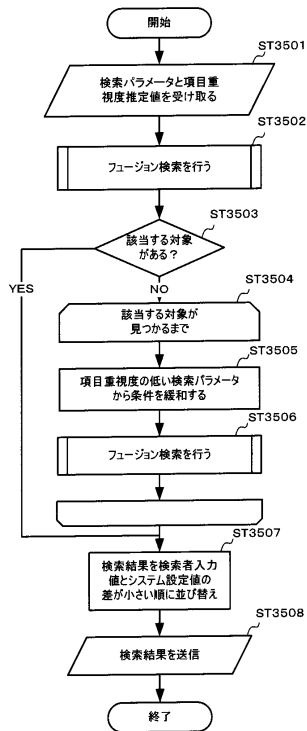 開始
ST3501
検索パラメータと項目重
視度推定値を受け取る
ST3502
フュージョン検索を行う
ST3503
該当する対象
がある？
YES
NO
ST3504
該当する対象が
見つかるまで
ST3505
項目重視度の低い検索パラメータ
から条件を緩和する
ST3506
フュージョン検索を行う
ST3507
検索結果を検索者入力
値とシステム設定値の
差が小さい順に並び替え
ST3508
検索結果を送信
終了